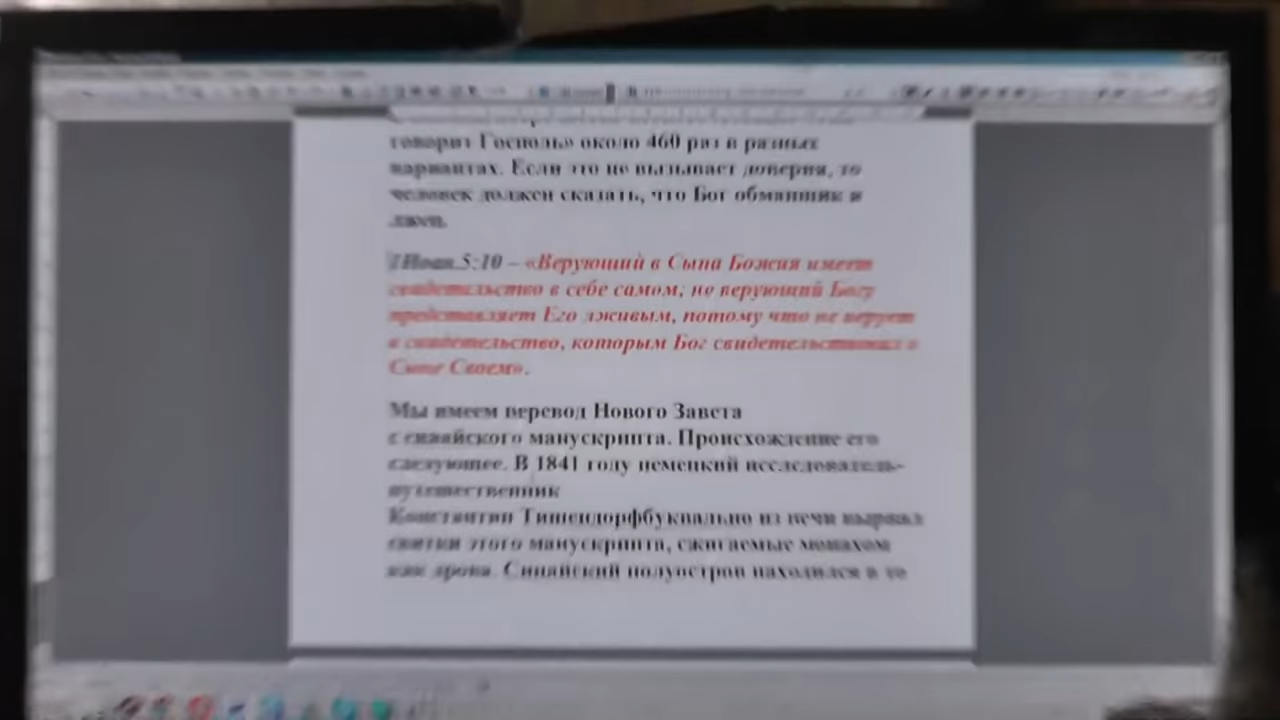 говорит Господь» около 460 раз в разных
вариантах. Если это не вызывает доверия, то
человек должен сказать, что Бог обманщик и
лжец.
1Иоан.5:10 – «Верующий в Сына Божия имеет
свидетельство в себе самом; не верующий Богу
представляет Его лживым, потому что не верует
в свидетельство, которым Бог свидетельствовал о
Сыне Своем».
Мы имеем перевод Нового Завета
с синайского манускрипта. Происхождение его
следующее. В 1841 году немецкий исследователь-
путешественник
Константин Тишендорфбуквально из печи вырвал
свитки этого манускрипта, сжигаемые монахом
как дрова. Синайский полуостров находился в то